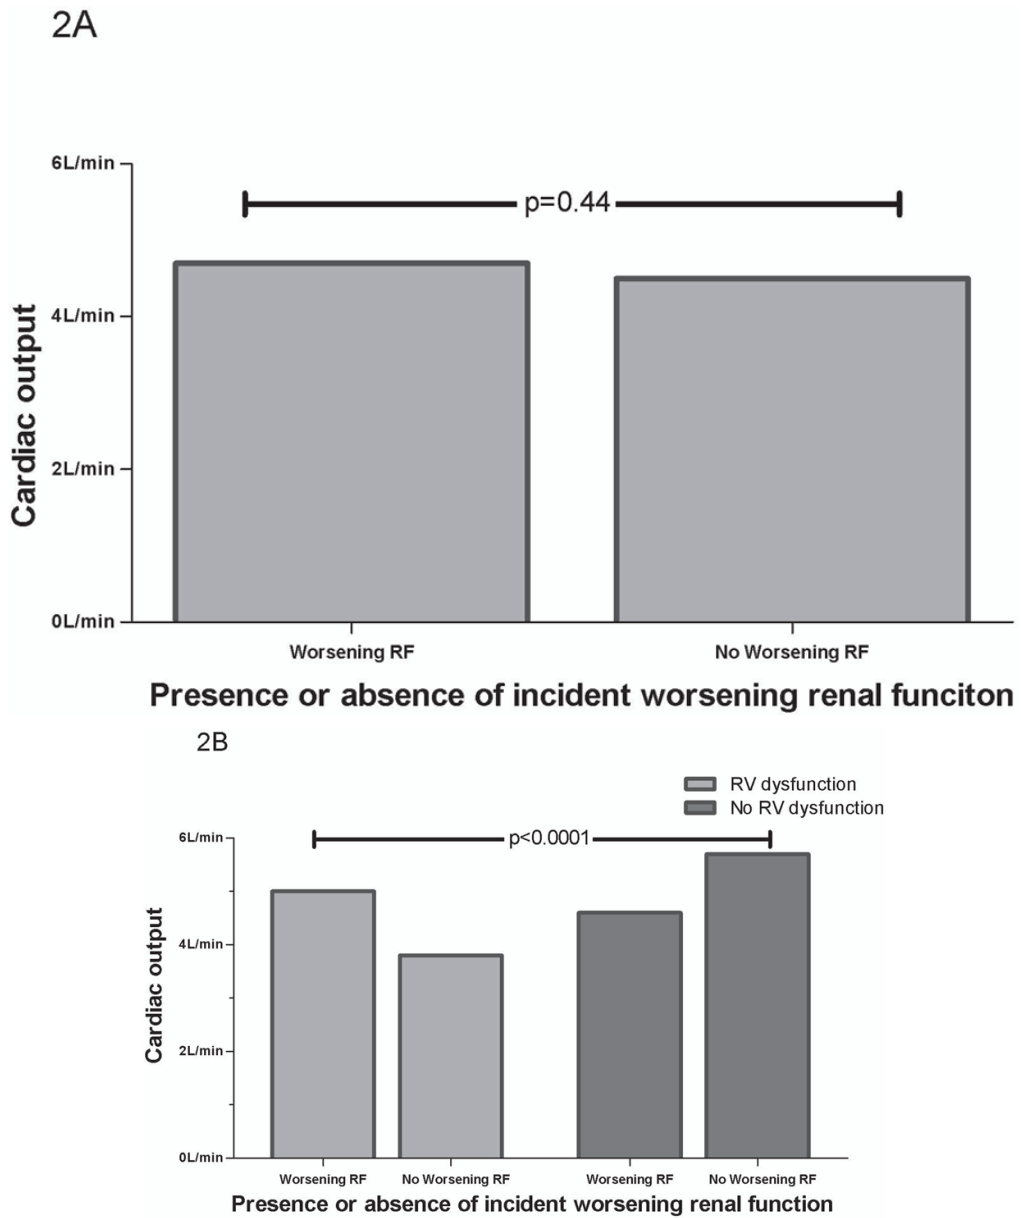 2A
6L/min
p=0.44
4L/min
2L/min
0L/min
Cardiac output
Worsening RF
No Worsening RF
Presence or absence of incident worsening renal funciton
2B
RV dysfunction
No RV dysfunction
6L/min
p<0.0001
4L/min
2L/min
0L/min
Cardiac output
Worsening RF
No Worsening RF
Worsening RF
No Worsening RF
Presence or absence of incident worsening renal function